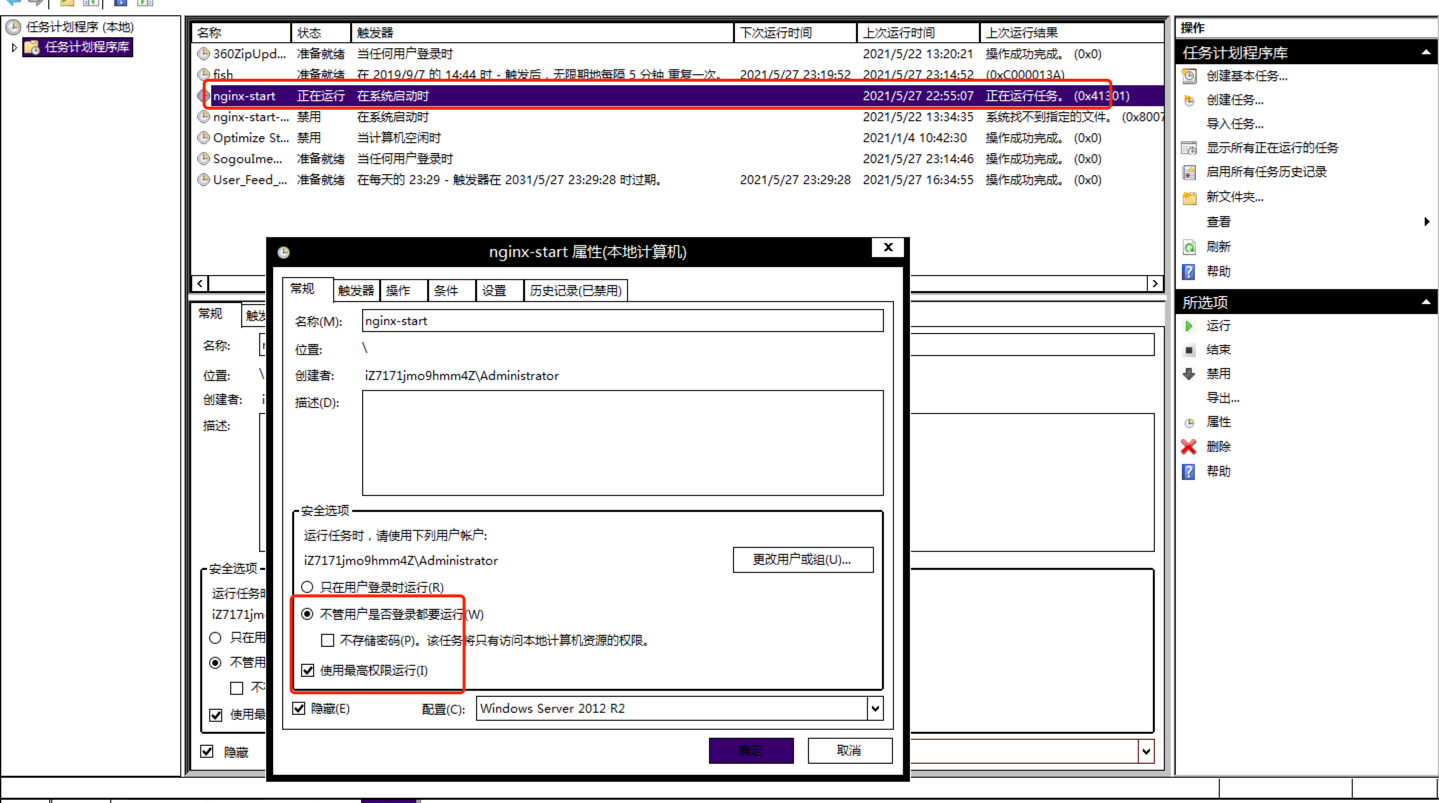 任务计划程序 (本地)
任务计划程序库
名称 状态 触发器 下次运行时间 上次运行时间 上次运行结果
360ZipUpd... 准备就绪 当任何用户登录时 2021/5/22 13:20:21 操作成功完成。 (0x0)
fish 准备就绪 在 2019/9/7 的 14:44 时 - 触发后，无限期地每隔 5 分钟 重复一次。 2021/5/27 23:19:52 2021/5/27 23:14:52 (0xC000013A)
nginx-start 正在运行 在系统启动时 2021/5/27 22:55:07 正在运行任务。 (0x41301)
nginx-start-... 禁用 在系统启动时 2021/5/22 13:34:35 系统找不到指定的文件。 (0x8007
Optimize St... 禁用 当计算机空闲时 2021/1/4 10:42:30 操作成功完成。 (0x0)
SogouIme... 准备就绪 当任何用户登录时 2021/5/27 23:14:46 操作成功完成。 (0x0)
User_Feed_... 准备就绪 在每天的 23:29 - 触发器在 2031/5/27 23:29:28 时过期。 2021/5/27 23:29:28 2021/5/27 16:34:55 操作成功完成。 (0x0)
常规 触发
名称:
位置: \
创建者:
描述:
安全选项
运行任务时
iZ7171jm
只在用
不管用
不
使用最
隐藏
nginx-start 属性(本地计算机)
x
常规 触发器 操作 条件 设置 历史记录(已禁用)
名称(M): nginx-start
位置: \
创建者: iZ7171jmo9hmm4Z\Administrator
描述(D):
安全选项
运行任务时，请使用下列用户帐户:
iZ7171jmo9hmm4Z\Administrator 更改用户或组(U)...
只在用户登录时运行(R)
不管用户是否登录都要运行(W)
不存储密码(P)。该任务将只有访问本地计算机资源的权限。
使用最高权限运行(I)
隐藏(E) 配置(C): Windows Server 2012 R2
确定 取消
操作
任务计划程序库
创建基本任务...
创建任务...
导入任务...
显示所有正在运行的任务
启用所有任务历史记录
新文件夹...
查看
刷新
帮助
所选项
运行
结束
禁用
导出...
属性
删除
帮助